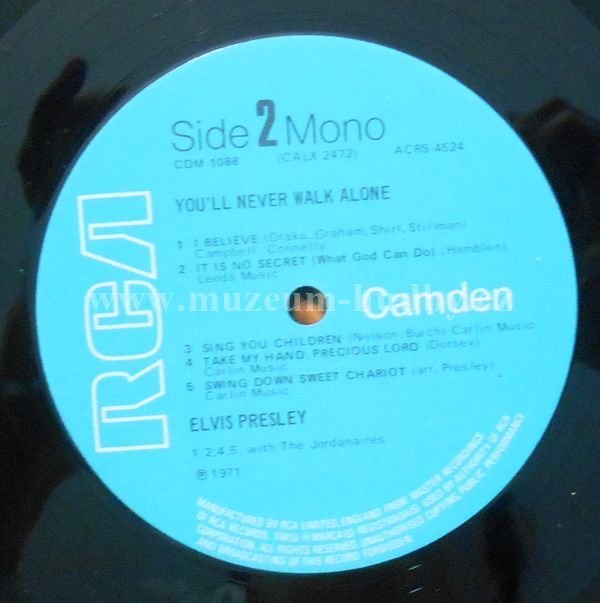 Side 2 Mono
CDM 1088 (CALX 2472) ACRS 4524
YOU'LL NEVER WALK ALONE
1 I BELIEVE (Drake, Graham, Shirl, Stillman)
Campbell, Connelly
2 IT IS NO SECRET (What God Can Do) (Hamblen)
Leeds Music
RCA
Camden
3 SING YOU CHILDREN (Nelson, Burch) Carlin Music
4 TAKE MY HAND, PRECIOUS LORD (Dorsey)
Carlin Music
5 SWING DOWN SWEET CHARIOT (arr. Presley)
Carlin Music
ELVIS PRESLEY
1.2.4.5. with The Jordanaires
℗ 1971
MANUFACTURED BY RCA LIMITED, ENGLAND, FROM MASTER RECORDINGS
OF RCA RECORDS. TM(S) ® MARCA(S) REGISTRADA(S) USED BY AUTHORITY OF RCA
CORPORATION. ALL RIGHTS RESERVED. UNAUTHORISED COPYING, PUBLIC PERFORMANCE
AND BROADCASTING OF THIS RECORD FORBIDDEN